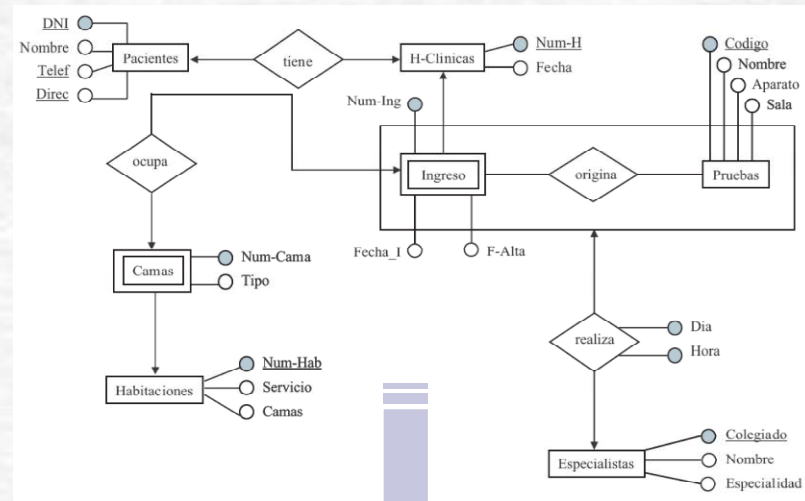 DNI
Nombre
Telef
Direc
Pacientes
tiene
H-Clinicas
Num-H
Fecha
Codigo
Nombre
Aparato
Sala
Num-Ing
ocupa
Ingreso
origina
Pruebas
Fecha_I
F-Alta
Camas
Num-Cama
Tipo
realiza
Dia
Hora
Habitaciones
Num-Hab
Servicio
Camas
Especialistas
Colegiado
Nombre
Especialidad